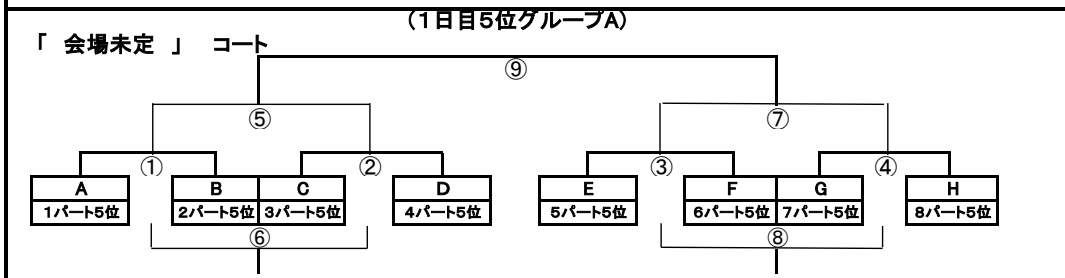 (1日目5位グループA)
「 会場未定 」 コート
⑨
⑤ ⑦
① ② ③ ④
A B C D E F G H
1パート5位 2パート5位 3パート5位 4パート5位 5パート5位 6パート5位 7パート5位 8パート5位
⑥ ⑧